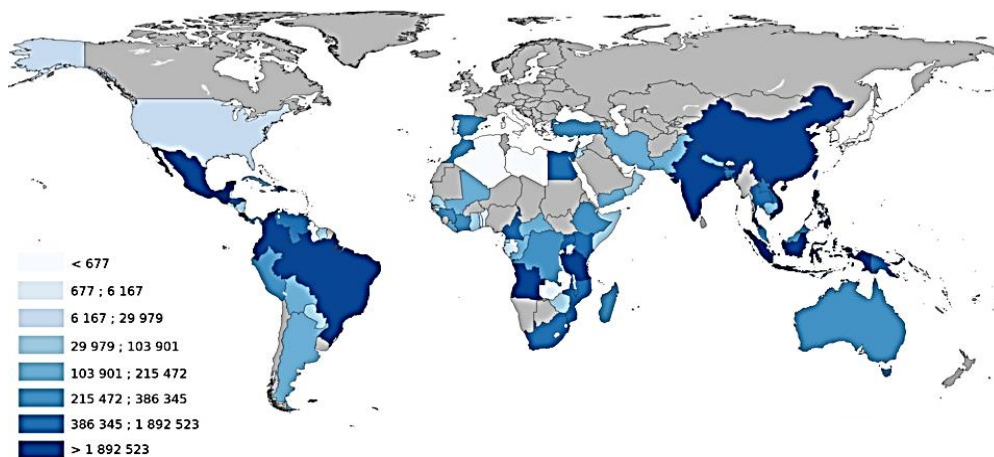 < 677
677 ; 6 167
6 167 ; 29 979
29 979 ; 103 901
103 901 ; 215 472
215 472 ; 386 345
386 345 ; 1 892 523
> 1 892 523